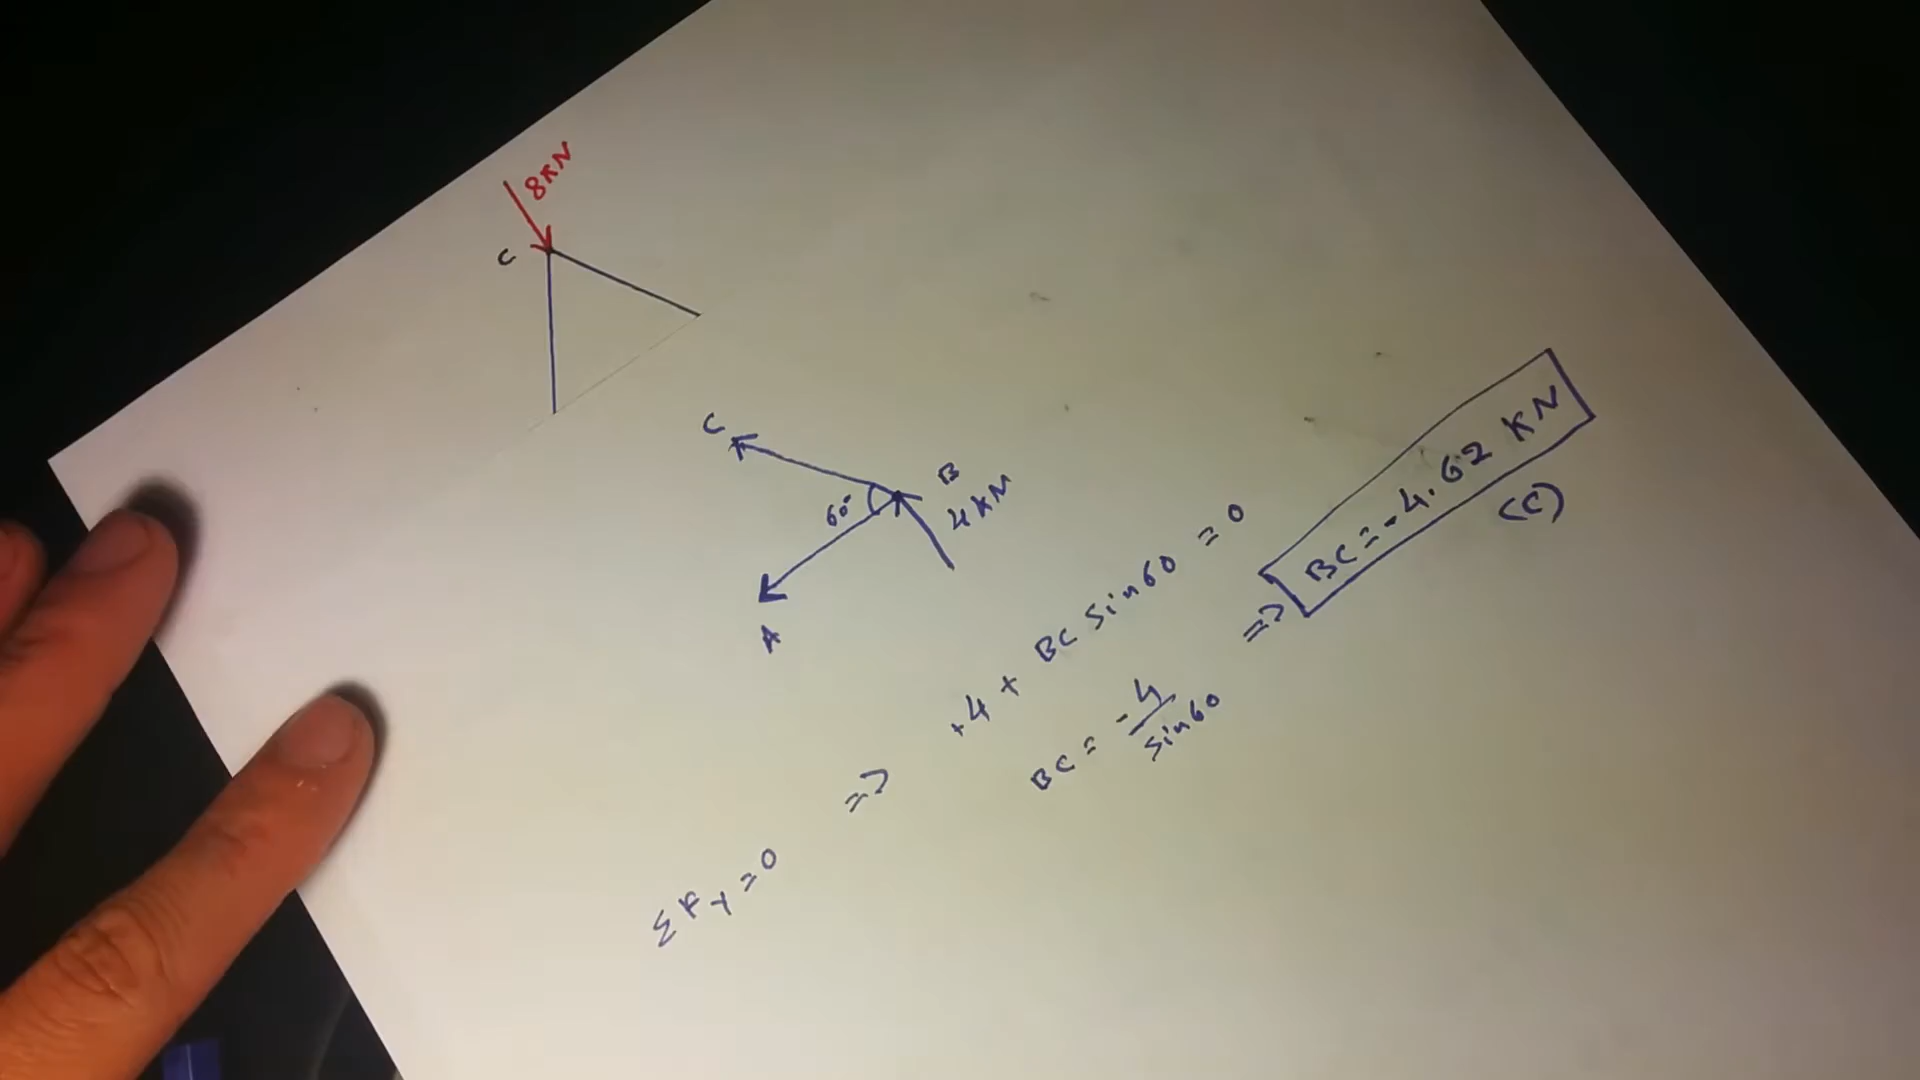 8KN
C
C
B
4KN
60°
A
ΣFy=0 => +4 + BC sin60 = 0
BC = -4/sin60 => BC = -4.62 KN
(C)